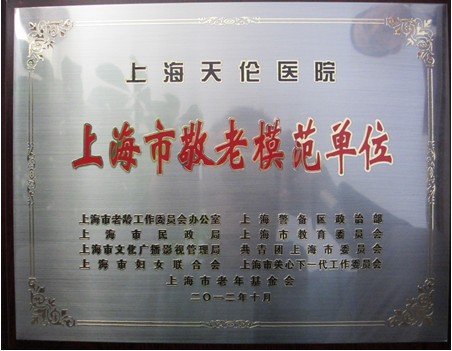 上海天伦医院
上海市敬老模范单位
上海市老龄工作委员会办公室 上海警备区政治部
上海市民政局 上海市教育委员会
上海市文化广播影视管理局 共青团上海市委员会
上海市妇女联合会 上海市关心下一代工作委员会
上海市老年基金会
二〇一二年十月